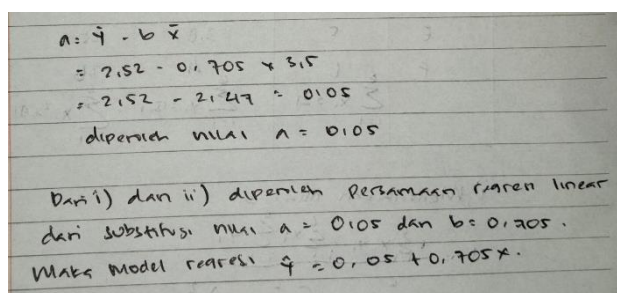 a = ȳ - b x̄
= 2,52 - 0,705 × 3,5
= 2,52 - 2,47 = 0,05
diperoleh nilai a = 0,05
Dari i) dan ii) diperoleh persamaan regresi linear
dari substitusi nilai a = 0,05 dan b = 0,705.
Maka model regresi ŷ = 0,05 + 0,705x.